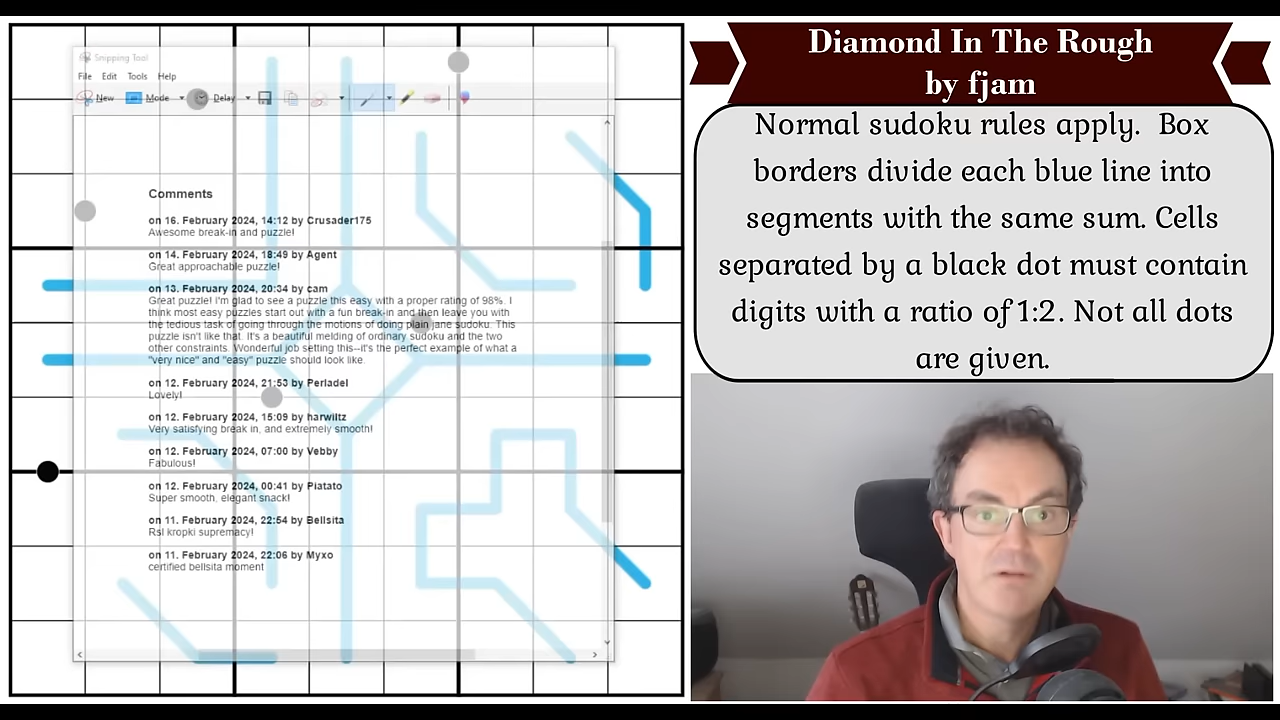 Diamond In The Rough
by fjam
Normal sudoku rules apply. Box
borders divide each blue line into
segments with the same sum. Cells
separated by a black dot must contain
digits with a ratio of 1:2. Not all dots
are given.
Snipping Tool
File Edit Tools Help
New Mode Delay
Comments
on 16. February 2024, 14:12 by Crusader175
Awesome break-in and puzzle!
on 14. February 2024, 18:49 by Agent
Great approachable puzzle!
on 13. February 2024, 20:34 by cam
Great puzzle! I'm glad to see a puzzle this easy with a proper rating of 98%. I
think most easy puzzles start out with a fun break-in and then leave you with
the tedious task of going through the motions of doing plain jane sudoku. This
puzzle isn't like that. It's a beautiful melding of ordinary sudoku and the two
other constraints. Wonderful job setting this--it's the perfect example of what a
"very nice" and "easy" puzzle should look like.
on 12. February 2024, 21:53 by Perladel
Lovely!
on 12. February 2024, 15:09 by harwiltz
Very satisfying break in, and extremely smooth!
on 12. February 2024, 07:00 by Vebby
Fabulous!
on 12. February 2024, 00:41 by Piatato
Super smooth, elegant snack!
on 11. February 2024, 22:54 by Bellsita
Rsl kropki supremacy!
on 11. February 2024, 22:06 by Myxo
certified bellsita moment